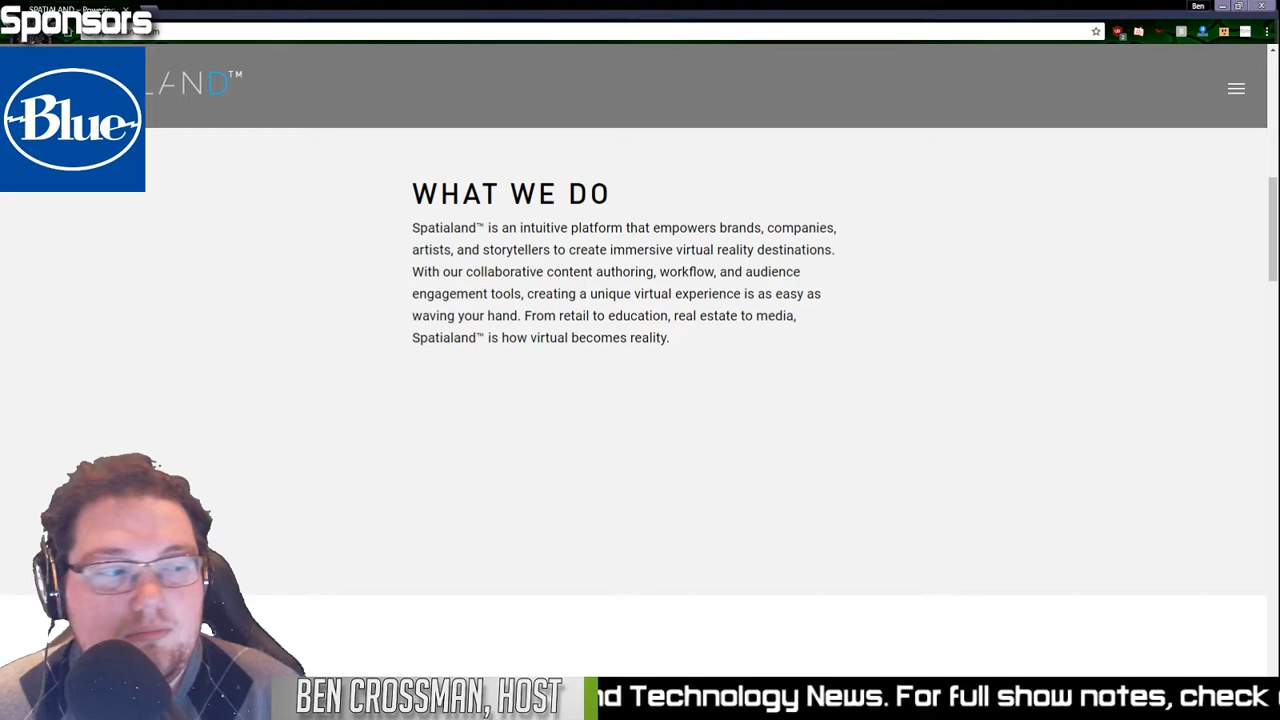 SPATIALAND – Powering
Ben
Sponsors
Blue
LAND™
WHAT WE DO
Spatialand™ is an intuitive platform that empowers brands, companies,
artists, and storytellers to create immersive virtual reality destinations.
With our collaborative content authoring, workflow, and audience
engagement tools, creating a unique virtual experience is as easy as
waving your hand. From retail to education, real estate to media,
Spatialand™ is how virtual becomes reality.
BEN CROSSMAN, HOST
nd Technology News. For full show notes, check